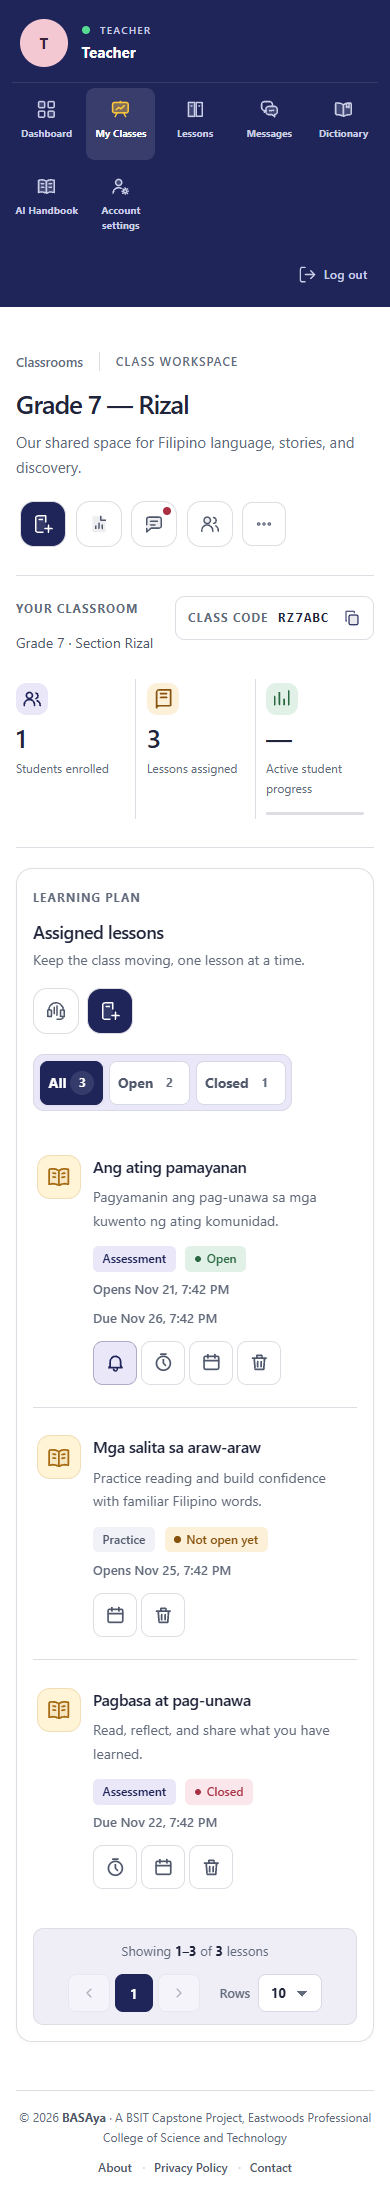 T
TEACHER
Teacher
Dashboard
My Classes
Lessons
Messages
Dictionary
AI Handbook
Account
settings
Log out
Classrooms
CLASS WORKSPACE
Grade 7 — Rizal
Our shared space for Filipino language, stories, and
discovery.
YOUR CLASSROOM
Grade 7 · Section Rizal
CLASS CODE RZ7ABC
1
Students enrolled
3
Lessons assigned
—
Active student
progress
LEARNING PLAN
Assigned lessons
Keep the class moving, one lesson at a time.
All 3
Open 2
Closed 1
Ang ating pamayanan
Pagyamanin ang pag-unawa sa mga
kuwento ng ating komunidad.
Assessment
Open
Opens Nov 21, 7:42 PM
Due Nov 26, 7:42 PM
Mga salita sa araw-araw
Practice reading and build confidence
with familiar Filipino words.
Practice
Not open yet
Opens Nov 25, 7:42 PM
Pagbasa at pag-unawa
Read, reflect, and share what you have
learned.
Assessment
Closed
Due Nov 22, 7:42 PM
Showing 1–3 of 3 lessons
1
Rows
10
© 2026 BASAya · A BSIT Capstone Project, Eastwoods Professional
College of Science and Technology
About · Privacy Policy · Contact